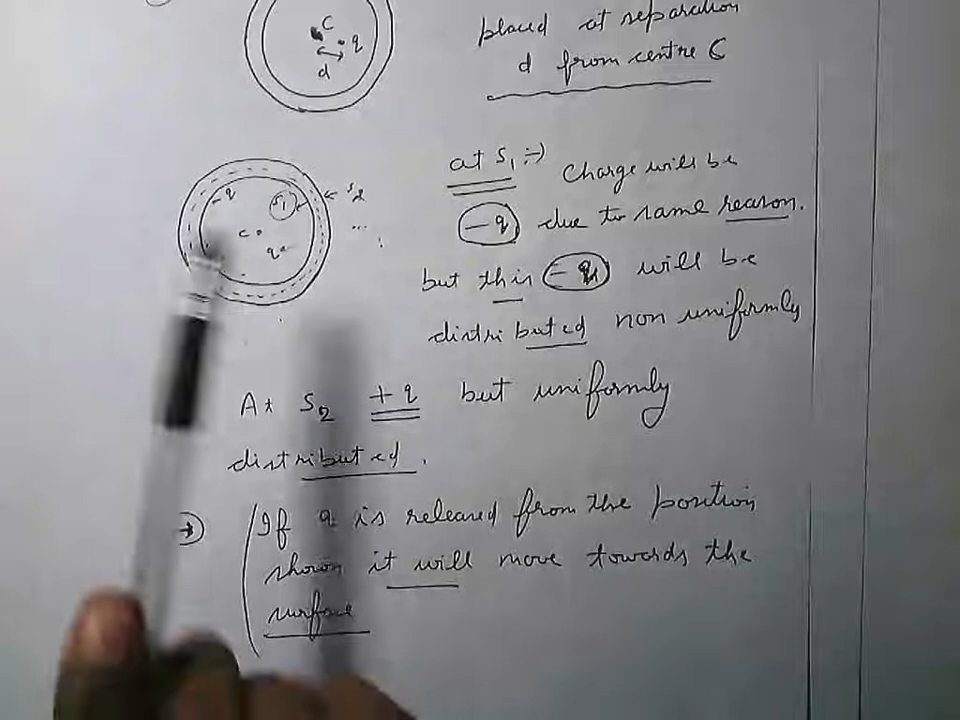 C
q
d
placed at separation
d from centre C
- q
S1
S2
C
q
at S1 :→ Charge will be
- q due to same reason.
but this - q will be
distributed non uniformly
At S2 + q but uniformly
distributed.
→ If q is released from the position
shown it will move towards the
surface